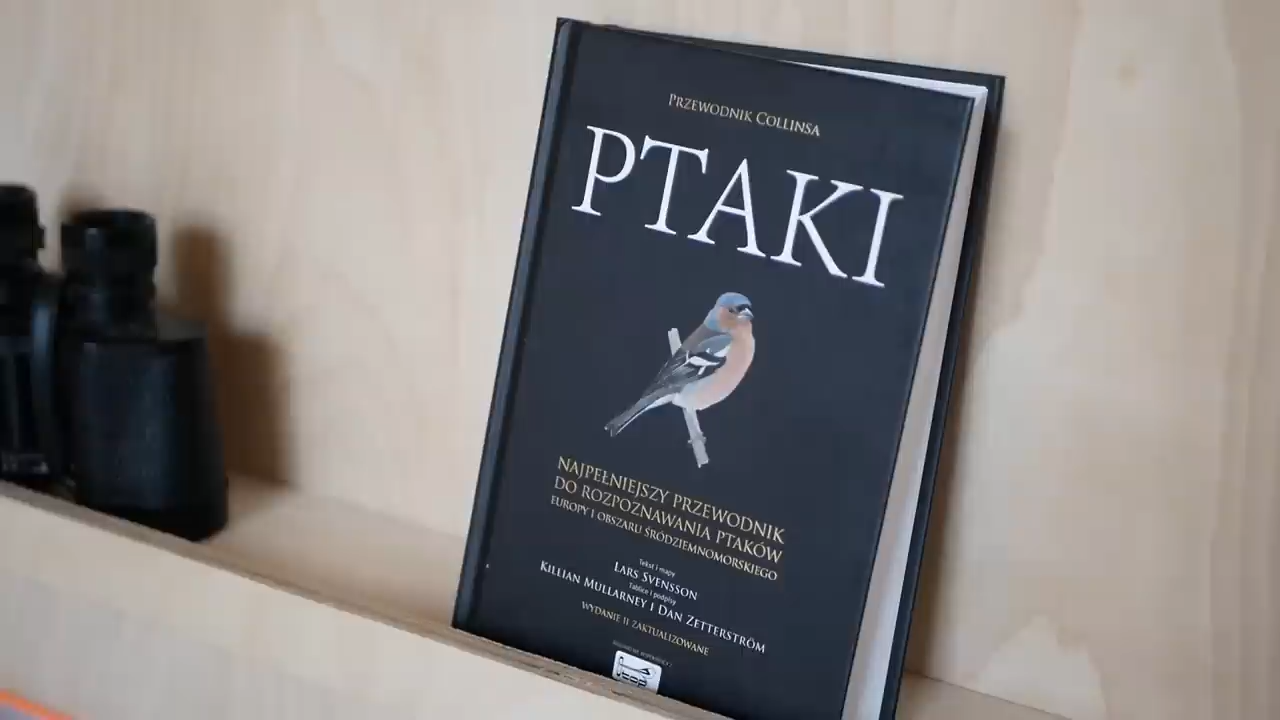 Przewodnik Collinsa
PTAKI
NAJPEŁNIEJSZY PRZEWODNIK
DO ROZPOZNAWANIA PTAKÓW
EUROPY I OBSZARU ŚRÓDZIEMNOMORSKIEGO
Tekst i mapy
Lars Svensson
Tablice i podpisy
Killian Mullarney i Dan Zetterström
WYDANIE II ZAKTUALIZOWANE